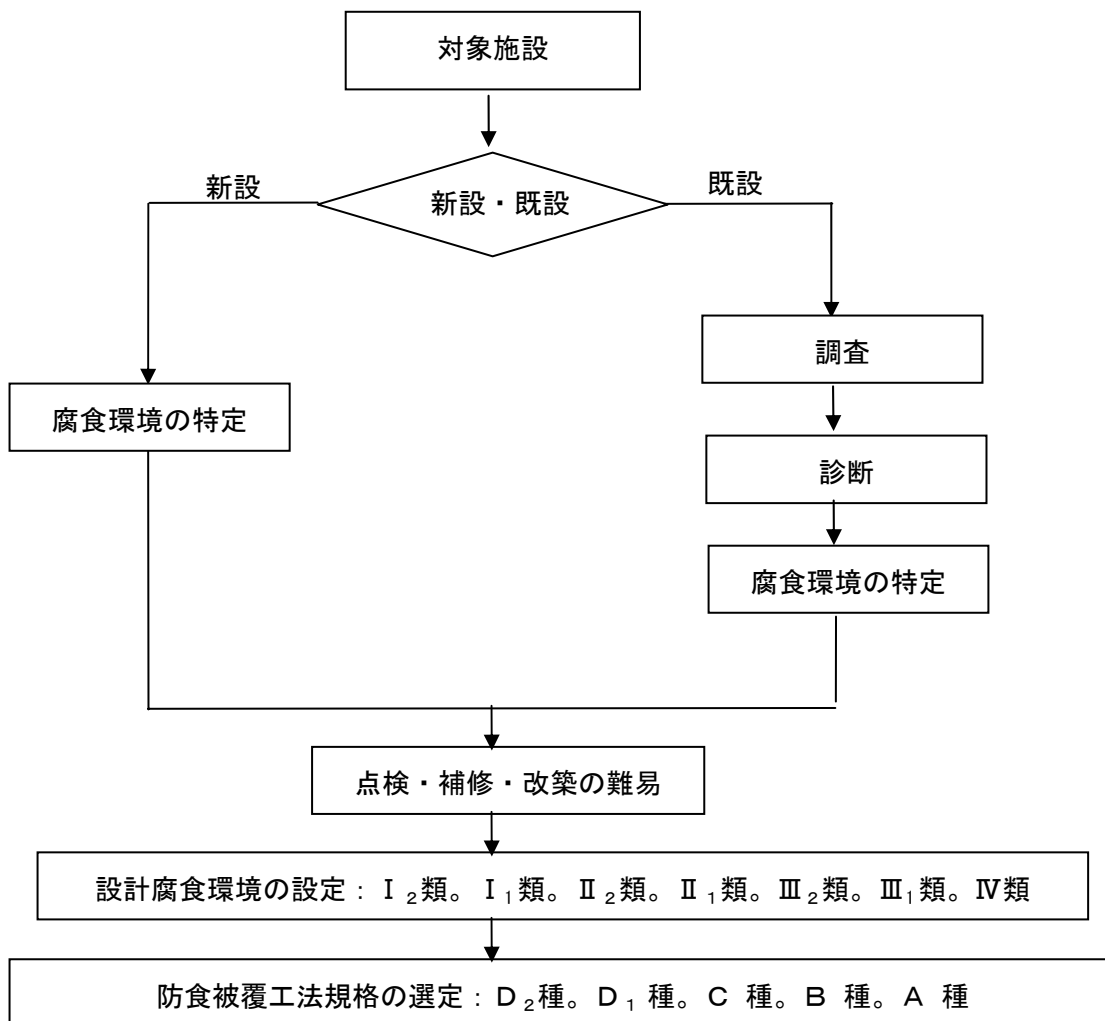 対象施設
新設
既設
新設・既設
調査
腐食環境の特定
診断
腐食環境の特定
点検・補修・改築の難易
設計腐食環境の設定：Ⅰ₂類。Ⅰ₁類。Ⅱ₂類。Ⅱ₁類。Ⅲ₂類。Ⅲ₁類。Ⅳ類
防食被覆工法規格の選定：Ｄ₂種。Ｄ₁種。Ｃ 種。Ｂ 種。Ａ 種